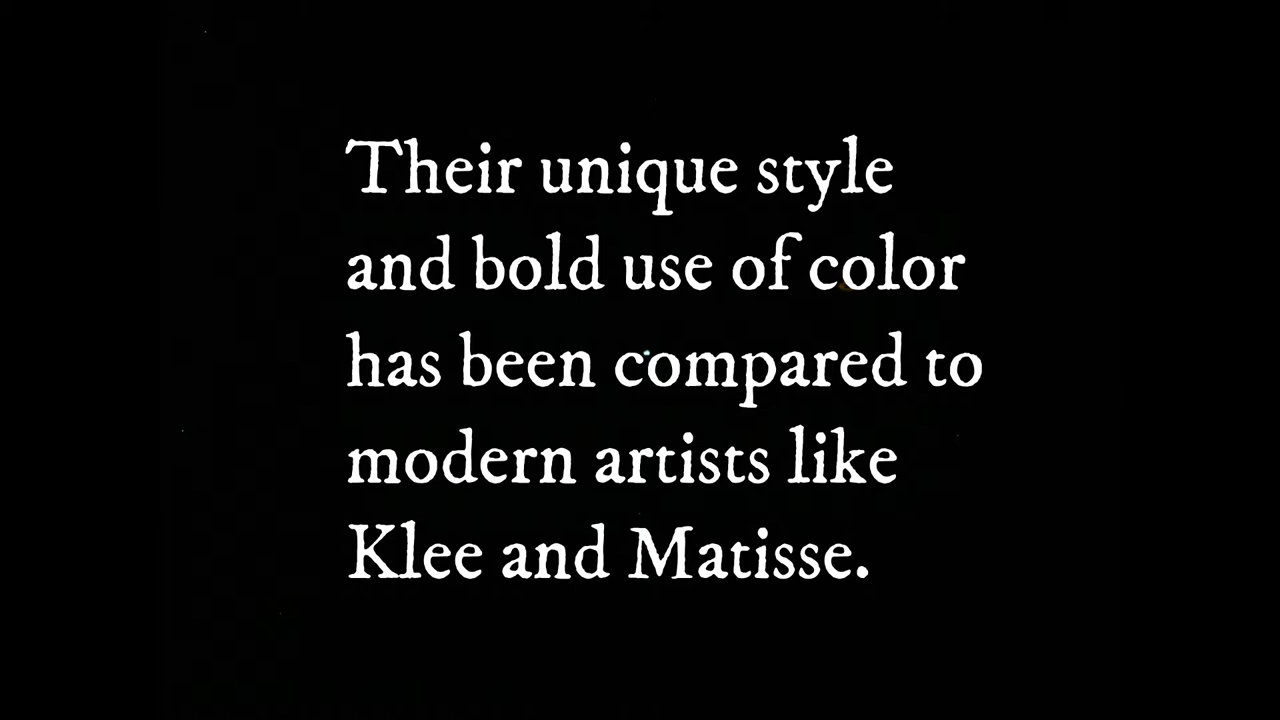 Their unique style
and bold use of color
has been compared to
modern artists like
Klee and Matisse.